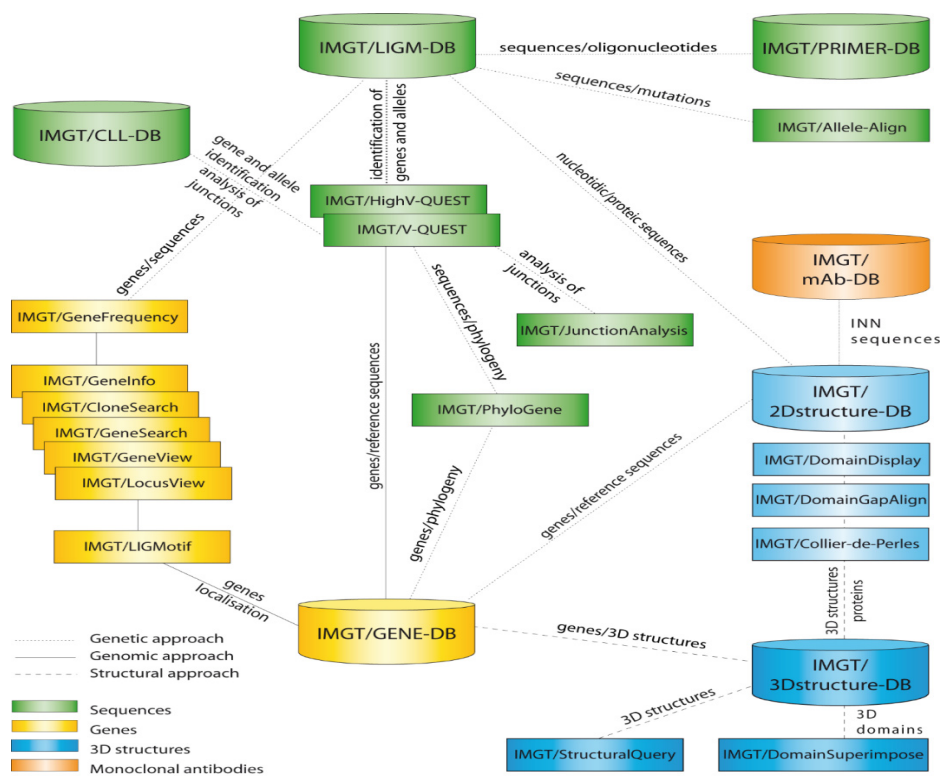 IMGT/LIGM-DB
sequences/oligonucleotides
IMGT/PRIMER-DB
sequences/mutations
IMGT/Allele-Align
IMGT/CLL-DB
gene and allele
identification
analysis of
junctions
identification of
genes and alleles
nucleotidic/proteic sequences
IMGT/HighV-QUEST
IMGT/V-QUEST
genes/sequences
analysis of
junctions
sequences/phylogeny
IMGT/
mAb-DB
INN
sequences
IMGT/GeneFrequency
IMGT/JunctionAnalysis
IMGT/GeneInfo
IMGT/CloneSearch
IMGT/GeneSearch
IMGT/GeneView
IMGT/LocusView
genes/reference sequences
IMGT/PhyloGene
IMGT/
2Dstructure-DB
IMGT/DomainDisplay
IMGT/DomainGapAlign
IMGT/Collier-de-Perles
genes/phylogeny
genes/reference sequences
IMGT/LIGMotif
genes
localisation
IMGT/GENE-DB
genes/3D structures
3D structures
proteins
IMGT/
3Dstructure-DB
3D structures
3D
domains
IMGT/StructuralQuery
IMGT/DomainSuperimpose
Genetic approach
Genomic approach
Structural approach
Sequences
Genes
3D structures
Monoclonal antibodies